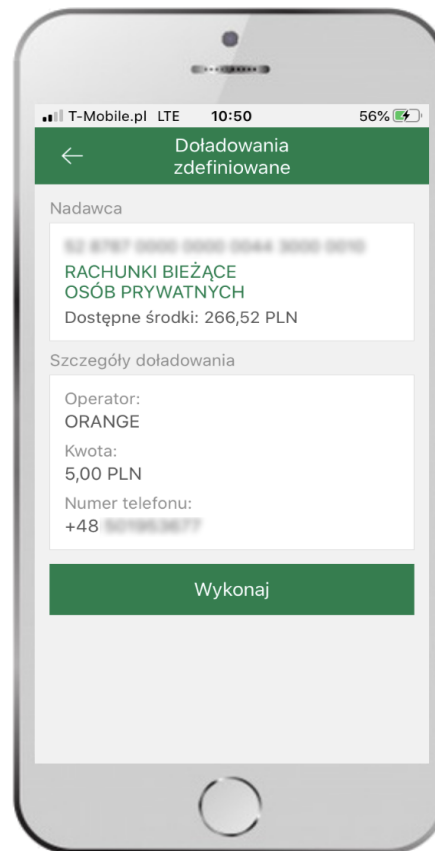 T-Mobile.pl LTE 10:50 56%
Doładowania
zdefiniowane
Nadawca
RACHUNKI BIEŻĄCE
OSÓB PRYWATNYCH
Dostępne środki: 266,52 PLN
Szczegóły doładowania
Operator:
ORANGE
Kwota:
5,00 PLN
Numer telefonu:
+48
Wykonaj